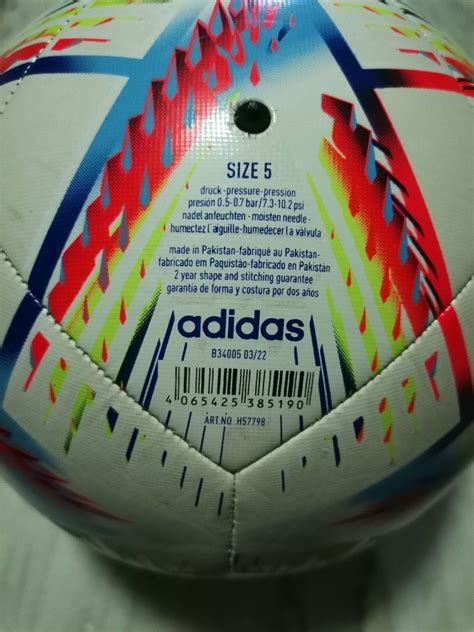 SIZE 5
druck-pressure-pression
presión 0.5-0.7 bar/7.3-10.2 psi
nadel anfeuchten - moisten needle-
humectez l'aiguille-humedecer la válvula
made in Pakistan-fabriqué au Pakistan-
fabricado em Paquistão-fabricado en Pakistán
2 year shape and stitching guarantee
garantia de forma y costura por dos años
adidas
B34005 03/22
4 065425 385190
ART.NO H57798